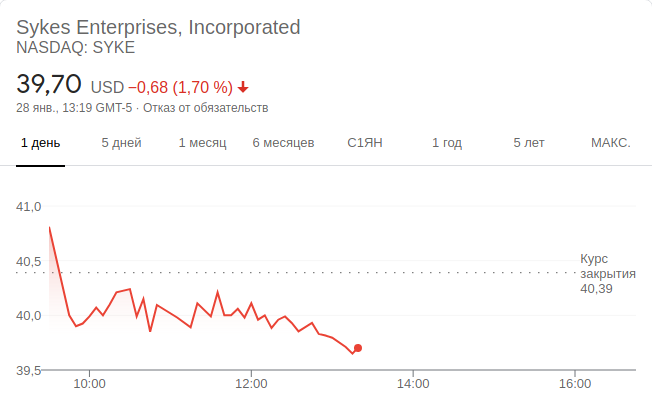 Sykes Enterprises, Incorporated
NASDAQ: SYKE
39,70 USD −0,68 (1,70 %)
28 янв., 13:19 GMT-5 · Отказ от обязательств
1 день 5 дней 1 месяц 6 месяцев С1ЯН 1 год 5 лет МАКС.
41,0
40,5
Курс
закрытия
40,39
40,0
39,5
10:00 12:00 14:00 16:00